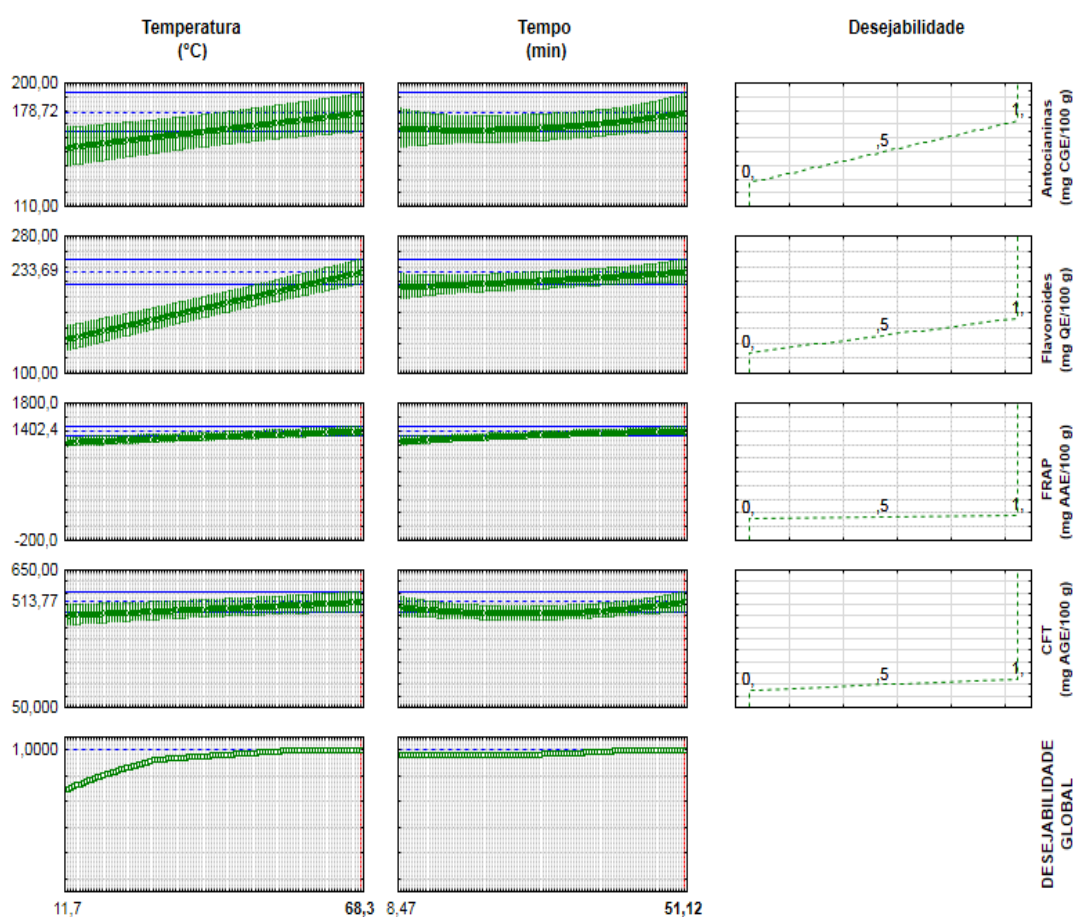 Temperatura
(°C)
Tempo
(min)
Desejabilidade
200,00
178,72
110,00
0,
,5
1,
Antocianinas
(mg CGE/100 g)
280,00
233,69
100,00
0,
,5
1,
Flavonoides
(mg QE/100 g)
1800,0
1402,4
-200,0
0,
,5
1,
FRAP
(mg AAE/100 g)
650,00
513,77
50,000
0,
,5
1,
CFT
(mg AGE/100 g)
1,0000
DESEJABILIDADE
GLOBAL
11,7
68,3
8,47
51,12